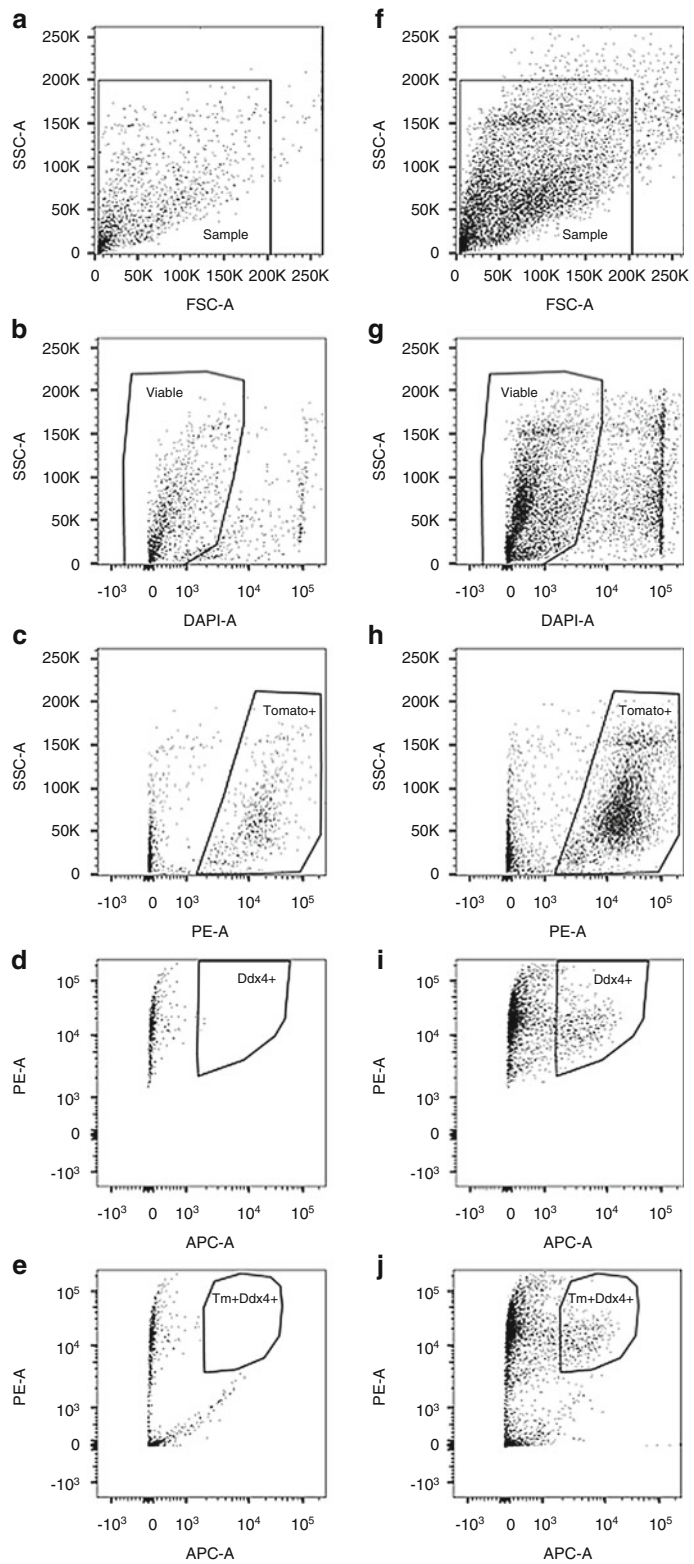 a
250K
200K
150K
100K
50K
0
SSC-A
Sample
0 50K 100K 150K 200K 250K
FSC-A
f
250K
200K
150K
100K
50K
0
SSC-A
Sample
0 50K 100K 150K 200K 250K
FSC-A
b
250K
200K
150K
100K
50K
0
SSC-A
Viable
-10³ 0 10³ 10⁴ 10⁵
DAPI-A
g
250K
200K
150K
100K
50K
0
SSC-A
Viable
-10³ 0 10³ 10⁴ 10⁵
DAPI-A
c
250K
200K
150K
100K
50K
0
SSC-A
Tomato+
-10³ 0 10³ 10⁴ 10⁵
PE-A
h
250K
200K
150K
100K
50K
0
SSC-A
Tomato+
-10³ 0 10³ 10⁴ 10⁵
PE-A
d
10⁵
10⁴
10³
0
-10³
PE-A
Ddx4+
-10³ 0 10³ 10⁴ 10⁵
APC-A
i
10⁵
10⁴
10³
0
-10³
PE-A
Ddx4+
-10³ 0 10³ 10⁴ 10⁵
APC-A
e
10⁵
10⁴
10³
0
-10³
PE-A
Tm+Ddx4+
-10³ 0 10³ 10⁴ 10⁵
APC-A
j
10⁵
10⁴
10³
0
-10³
PE-A
Tm+Ddx4+
-10³ 0 10³ 10⁴ 10⁵
APC-A